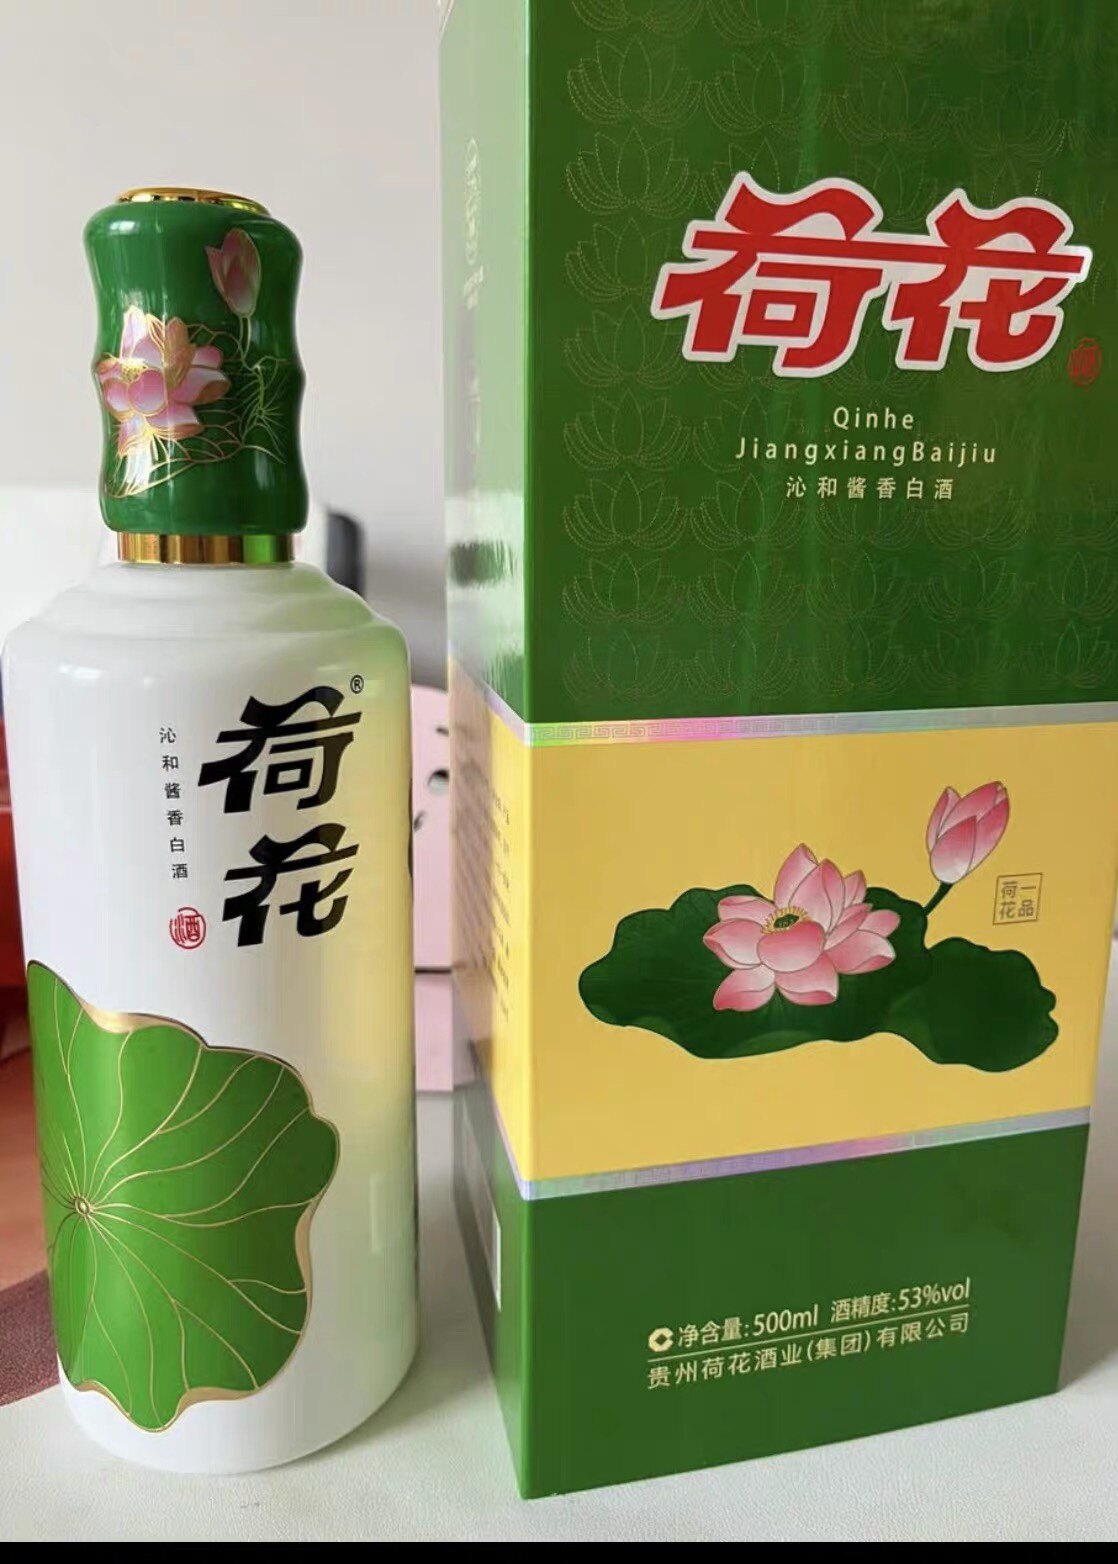 荷花®
沁和酱香白酒
酒
荷花
酒
Qinhe
JiangxiangBaijiu
沁和酱香白酒
一品
荷花
净含量:500ml 酒精度:53%vol
贵州荷花酒业(集团)有限公司